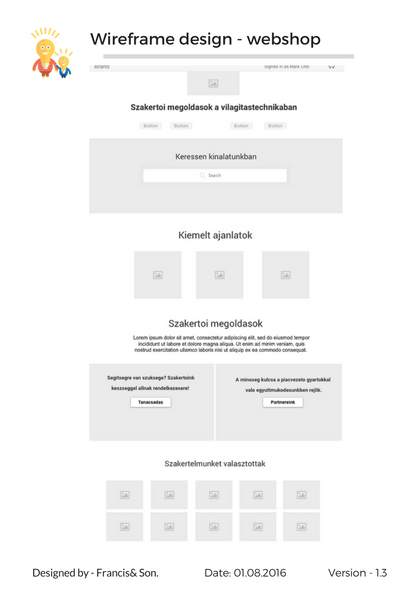 Wireframe design - webshop
Brand
Signed in as Mark Otto
Szakertoi megoldasok a vilagitastechnikaban
Button Button Button Button
Keressen kinalatunkban
Search
Kiemelt ajanlatok
Szakertoi megoldasok
Lorem ipsum dolor sit amet, consectetur adipiscing elit, sed do eiusmod tempor
incididunt ut labore et dolore magna aliqua. Ut enim ad minim veniam, quis
nostrud exercitation ullamco laboris nisi ut aliquip ex ea commodo consequat.
Segitsegre van szuksege? Szakertoink
keszseggel allnak rendelkezesere!
Tanacsadas
A minoseg kulcsa a piacvezeto gyartokkal
valo egyuttmukodesunkben rejlik.
Partnereink
Szakertelmunket valasztottak
Designed by - Francis& Son.
Date: 01.08.2016
Version - 1.3